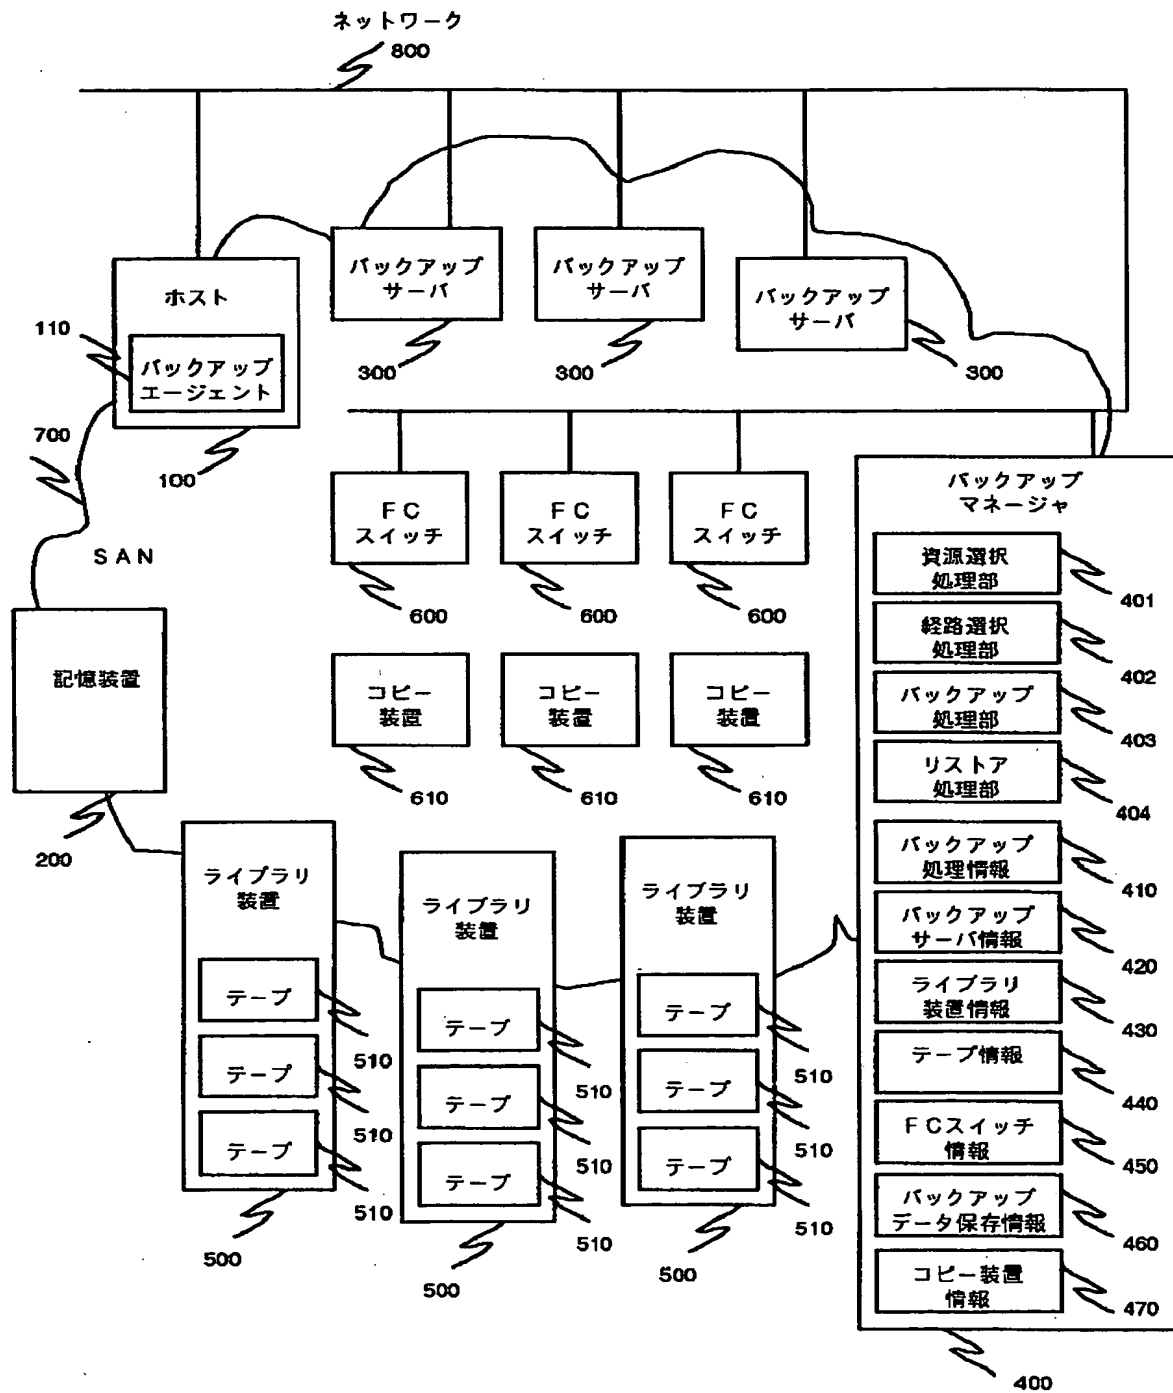 ネットワーク
800
バックアップ
サーバ
バックアップ
サーバ
バックアップ
サーバ
ホスト
110
バックアップ
エージェント
300
300
300
700
100
SAN
FC
スイッチ
FC
スイッチ
FC
スイッチ
600
600
600
記憶装置
200
コピー
装置
コピー
装置
コピー
装置
610
610
610
ライブラリ
装置
テープ
510
テープ
510
テープ
510
500
ライブラリ
装置
テープ
510
テープ
510
テープ
510
500
ライブラリ
装置
テープ
510
テープ
510
テープ
510
500
バックアップ
マネージャ
資源選択
処理部
401
経路選択
処理部
402
バックアップ
処理部
403
リストア
処理部
404
バックアップ
処理情報
410
バックアップ
サーバ情報
420
ライブラリ
装置情報
430
テープ情報
440
FCスイッチ
情報
450
バックアップ
データ保存情報
460
コピー装置
情報
470
400